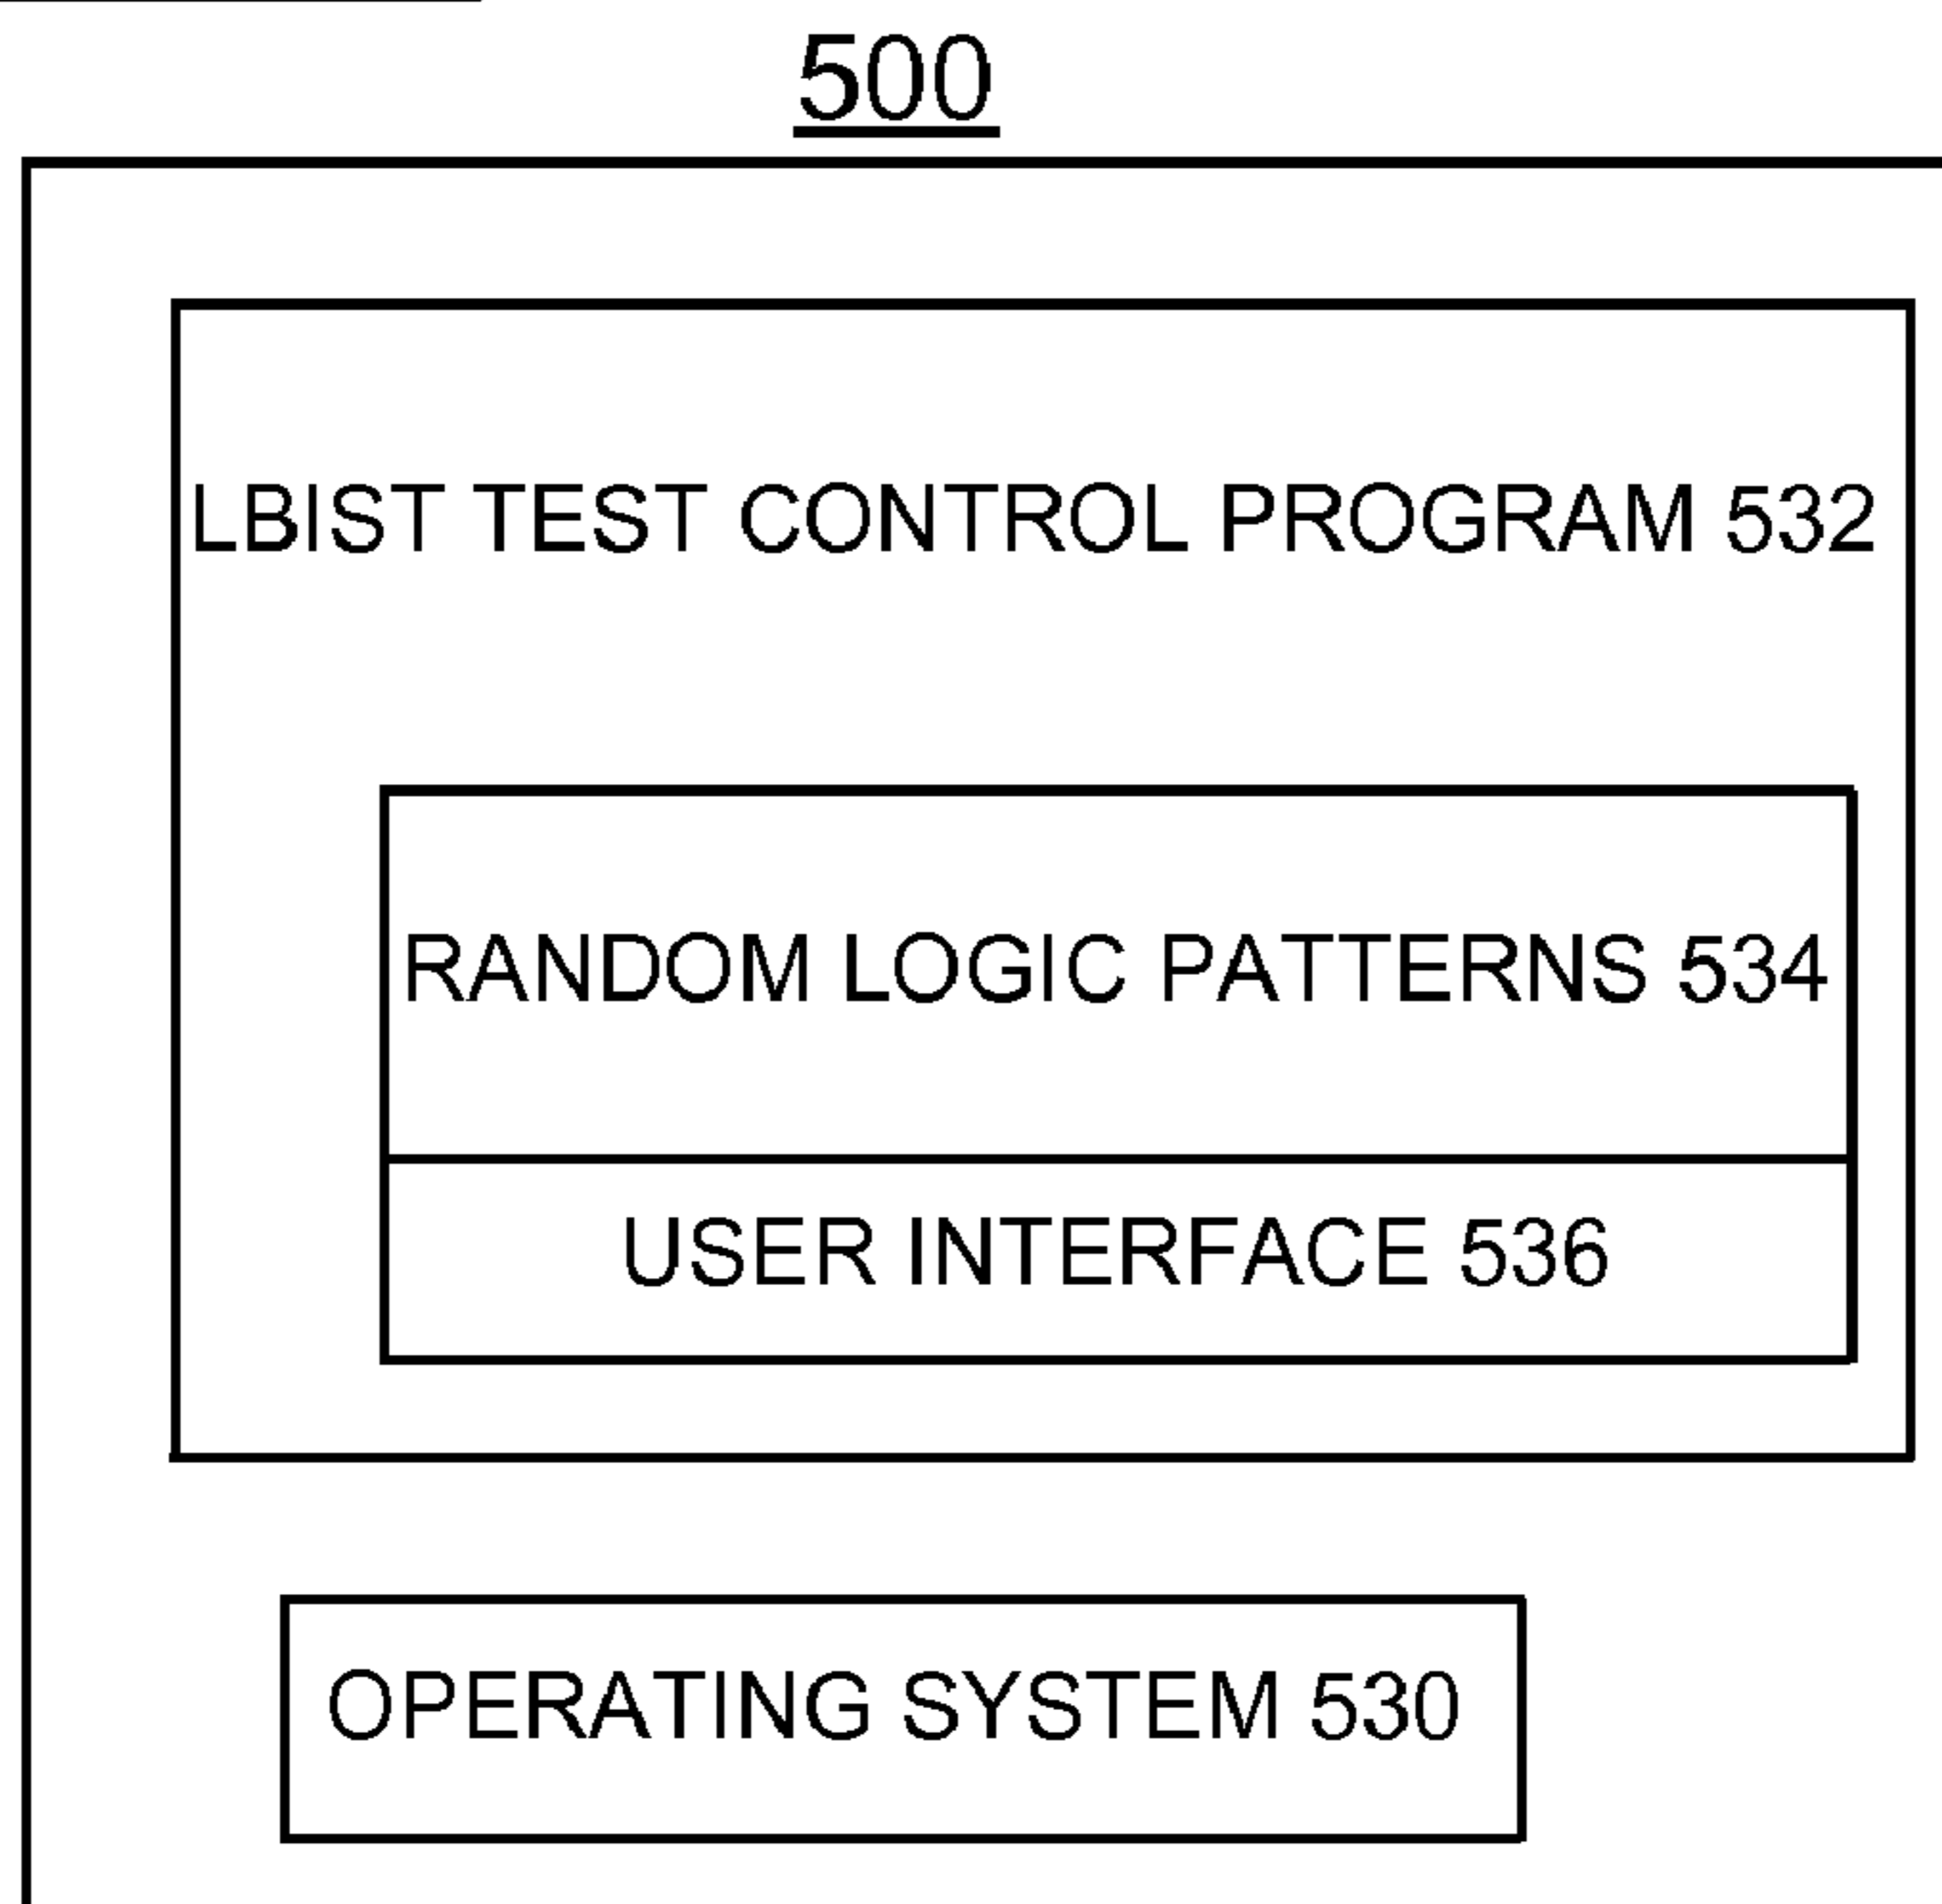 500
LBIST TEST CONTROL PROGRAM 532
RANDOM LOGIC PATTERNS 534
USER INTERFACE 536
OPERATING SYSTEM 530